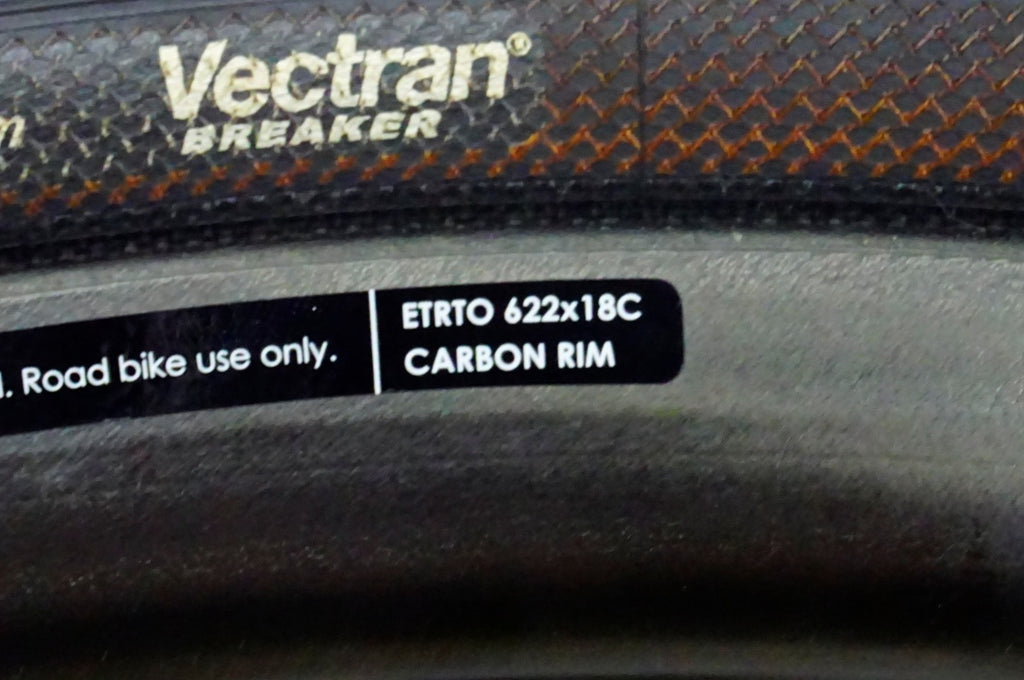 Vectran®
BREAKER
Road bike use only.
ETRTO 622x18C
CARBON RIM